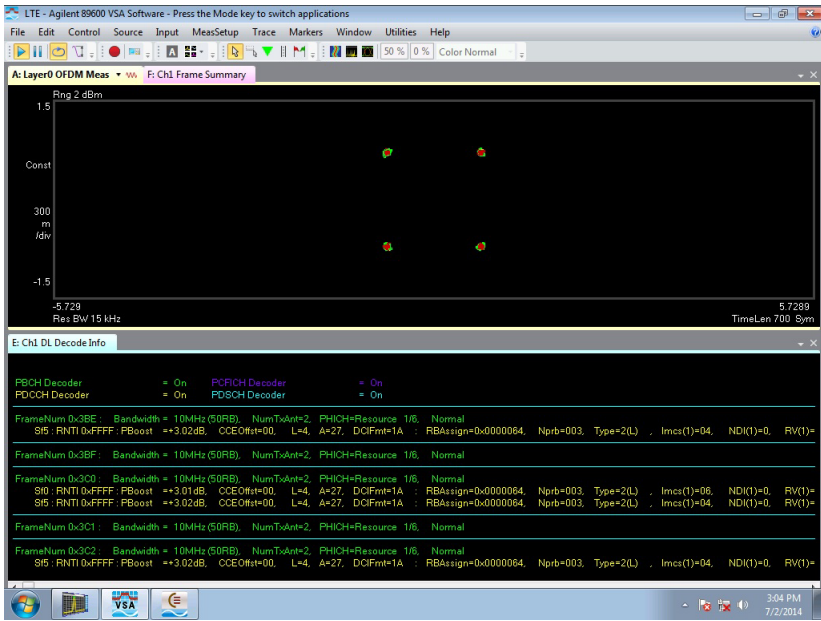 LTE - Agilent 89600 VSA Software - Press the Mode key to switch applications
File Edit Control Source Input MeasSetup Trace Markers Window Utilities Help
A 50 % 0 % Color Normal
A: Layer0 OFDM Meas F: Ch1 Frame Summary
Rng 2 dBm
1.5
Const
300
m
/div
-1.5
-5.729 5.7289
Res BW 15 kHz TimeLen 700 Sym
E: Ch1 DL Decode Info
PBCH Decoder = On PCFICH Decoder = On
PDCCH Decoder = On PDSCH Decoder = On
FrameNum 0x3BE : Bandwidth = 10MHz (50RB), NumTxAnt=2, PHICH=Resource 1/6, Normal
Sf5 : RNTI 0xFFFF : PBoost =+3.02dB, CCEOffst=00, L=4, A=27, DCIFmt=1A : RBAssign=0x0000064, Nprb=003, Type=2(L) , Imcs(1)=04, NDI(1)=0, RV(1)=
FrameNum 0x3BF : Bandwidth = 10MHz (50RB), NumTxAnt=2, PHICH=Resource 1/6, Normal
FrameNum 0x3C0 : Bandwidth = 10MHz (50RB), NumTxAnt=2, PHICH=Resource 1/6, Normal
Sf0 : RNTI 0xFFFF : PBoost =+3.01dB, CCEOffst=00, L=4, A=27, DCIFmt=1A : RBAssign=0x0000064, Nprb=003, Type=2(L) , Imcs(1)=06, NDI(1)=0, RV(1)=
Sf5 : RNTI 0xFFFF : PBoost =+3.02dB, CCEOffst=00, L=4, A=27, DCIFmt=1A : RBAssign=0x0000064, Nprb=003, Type=2(L) , Imcs(1)=04, NDI(1)=0, RV(1)=
FrameNum 0x3C1 : Bandwidth = 10MHz (50RB), NumTxAnt=2, PHICH=Resource 1/6, Normal
FrameNum 0x3C2 : Bandwidth = 10MHz (50RB), NumTxAnt=2, PHICH=Resource 1/6, Normal
Sf5 : RNTI 0xFFFF : PBoost =+3.02dB, CCEOffst=00, L=4, A=27, DCIFmt=1A : RBAssign=0x0000064, Nprb=003, Type=2(L) , Imcs(1)=04, NDI(1)=0, RV(1)=
VSA
3:04 PM
7/2/2014